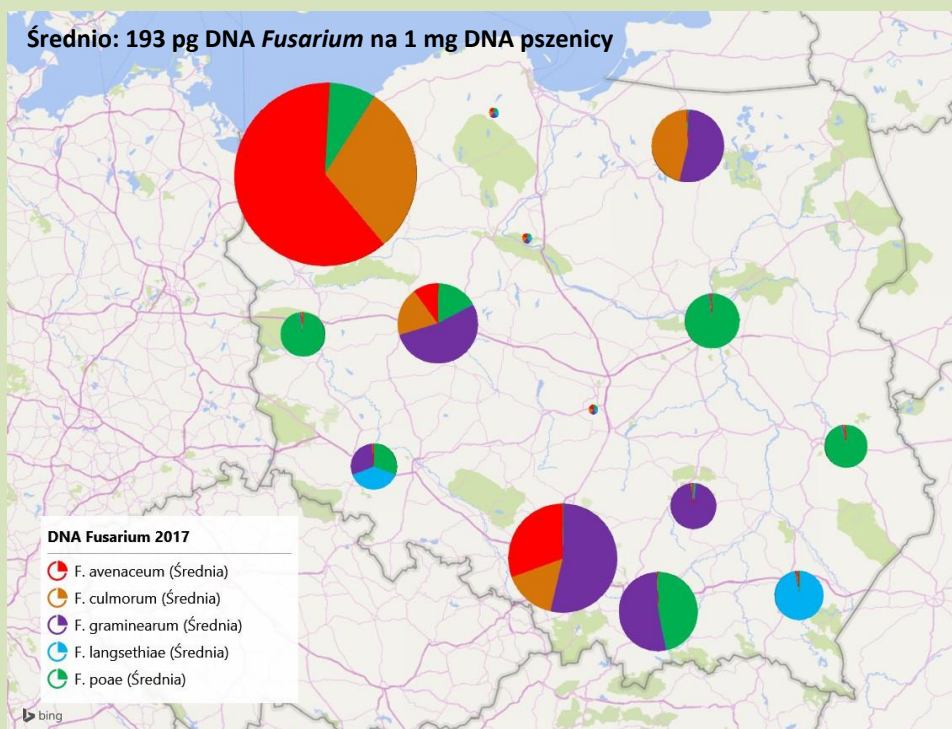 Średnio: 193 pg DNA Fusarium na 1 mg DNA pszenicy
DNA Fusarium 2017
F. avenaceum (Średnia)
F. culmorum (Średnia)
F. graminearum (Średnia)
F. langsethiae (Średnia)
F. poae (Średnia)
bing